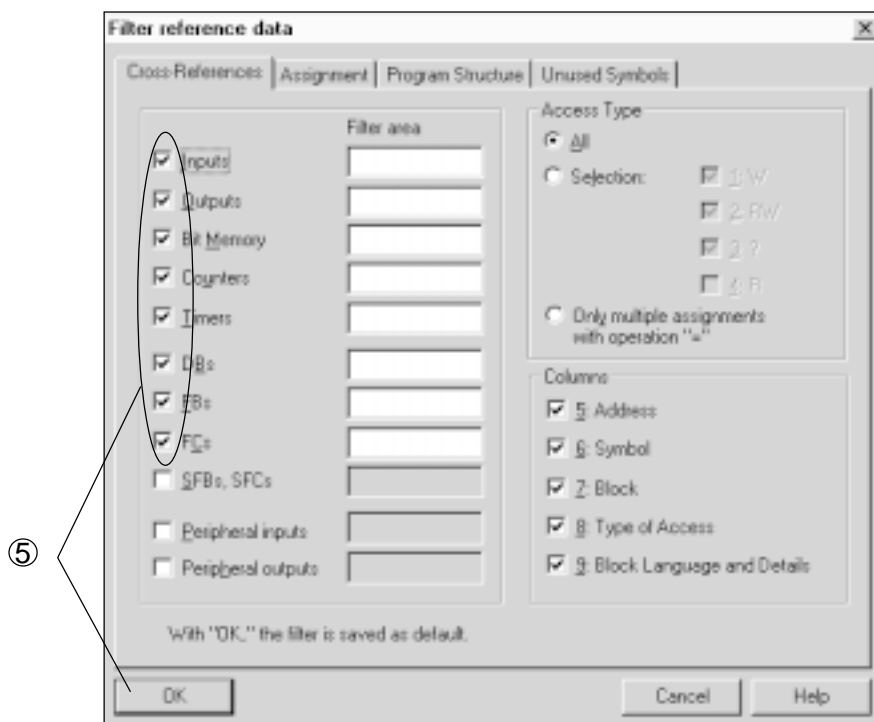 Filter reference data
Cross-References Assignment Program Structure Unused Symbols
Filter area
Inputs
Outputs
Bit Memory
Counters
Timers
DBs
FBs
FCs
SFBs, SFCs
Peripheral inputs
Peripheral outputs
With "OK," the filter is saved as default.
Access Type
All
Selection:
1: W
2: RW
3: ?
4: R
Only multiple assignments
with operation "="
Columns
5: Address
6: Symbol
7: Block
8: Type of Access
9: Block Language and Details
⑤
OK Cancel Help